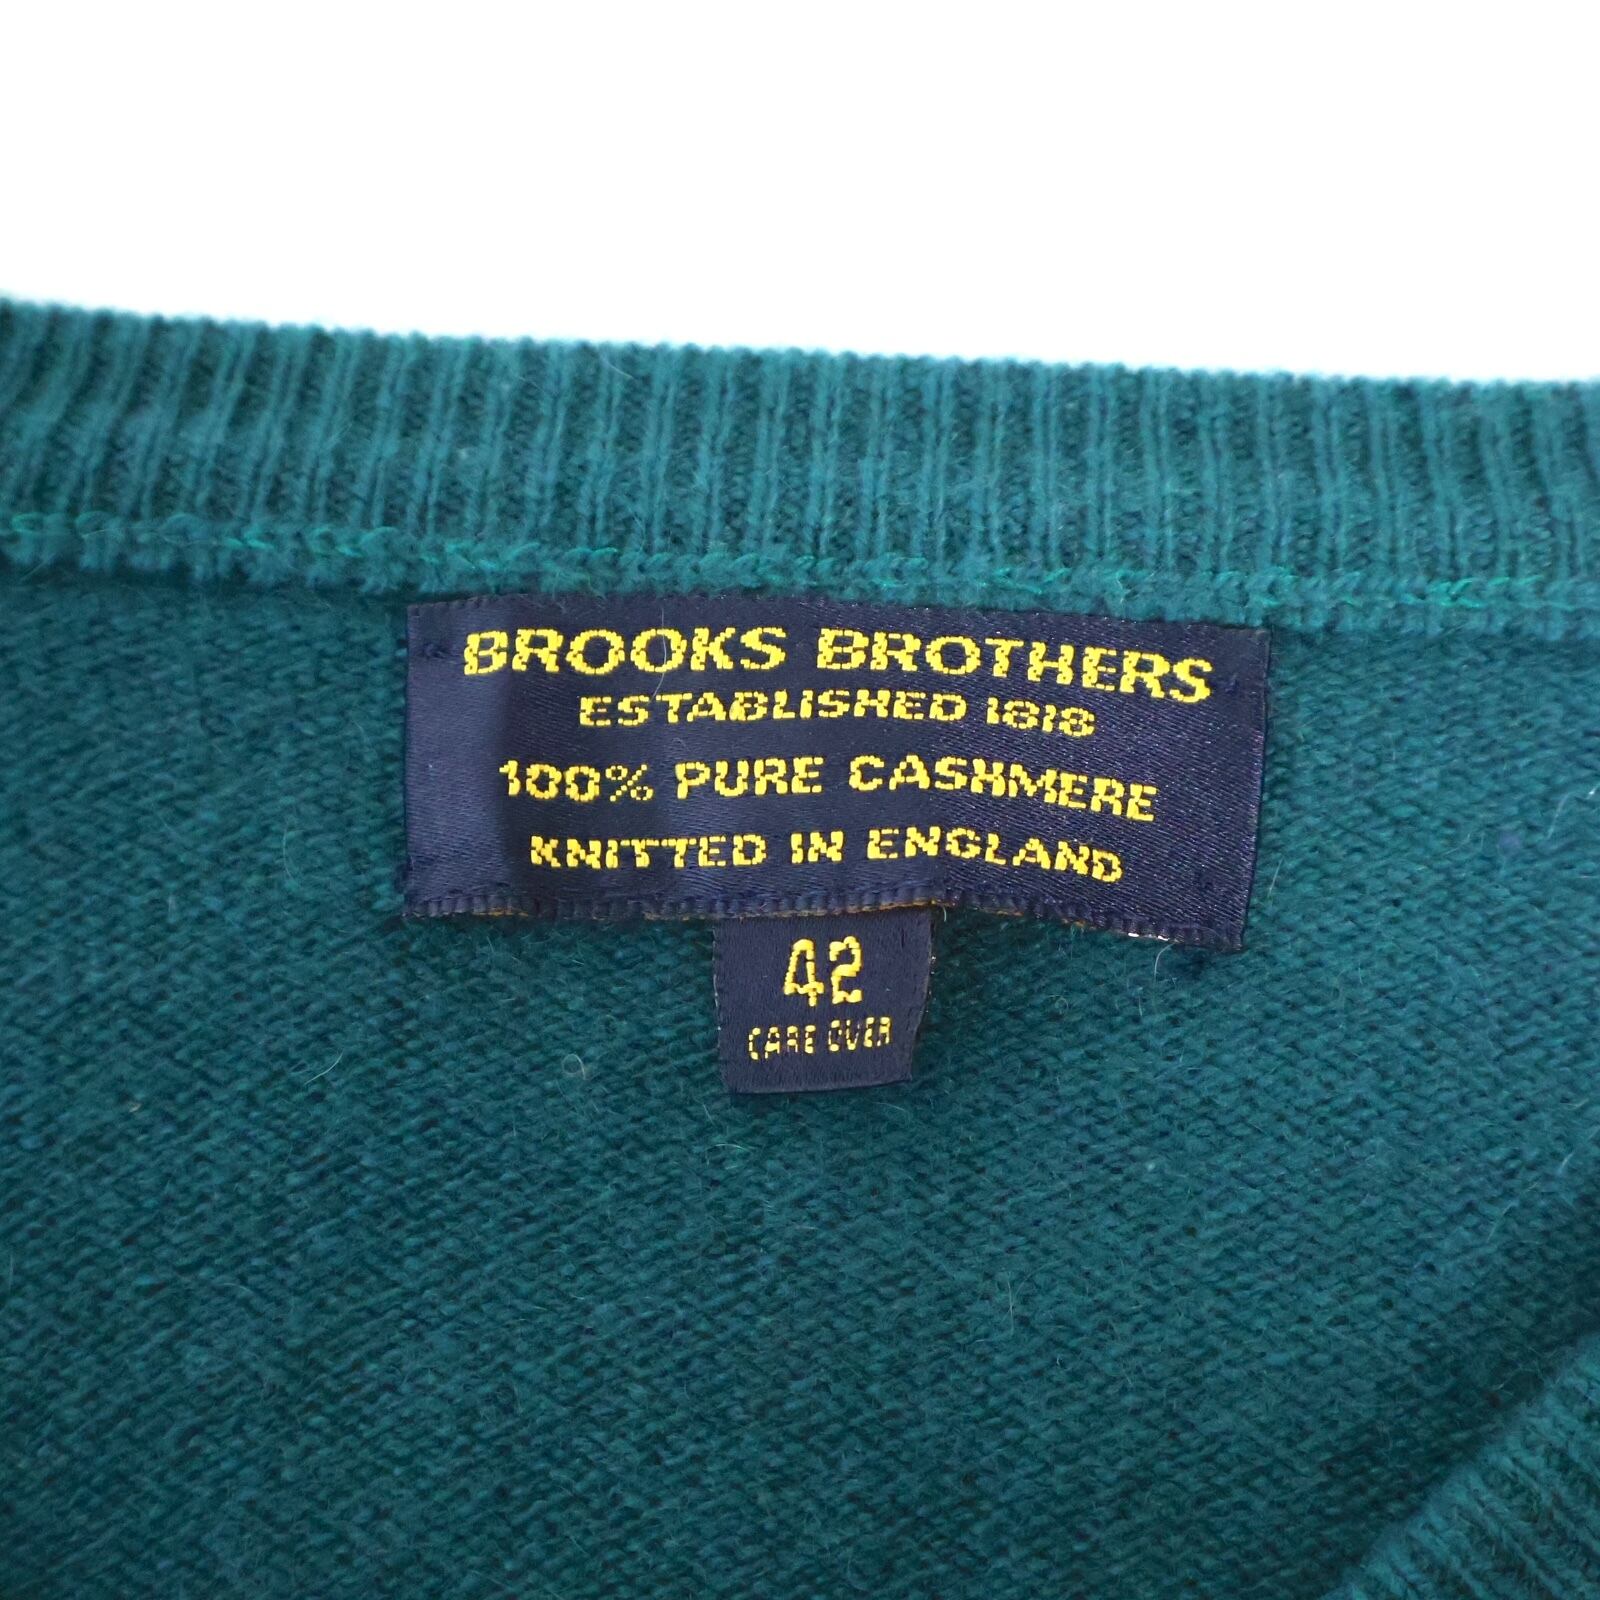 BROOKS BROTHERS
ESTABLISHED 1818
100% PURE CASHMERE
KNITTED IN ENGLAND
42
CARE OVER